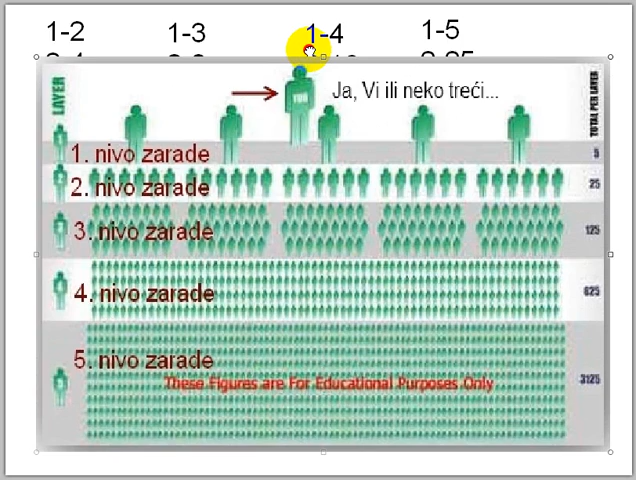 1-2 1-3 1-4 1-5
LAYER
YOU
Ja, Vi ili neko treći...
TOTAL PER LAYER
1. nivo zarade 5
2. nivo zarade 25
3. nivo zarade 125
4. nivo zarade 625
5. nivo zarade
These Figures are For Educational Purposes Only
3125